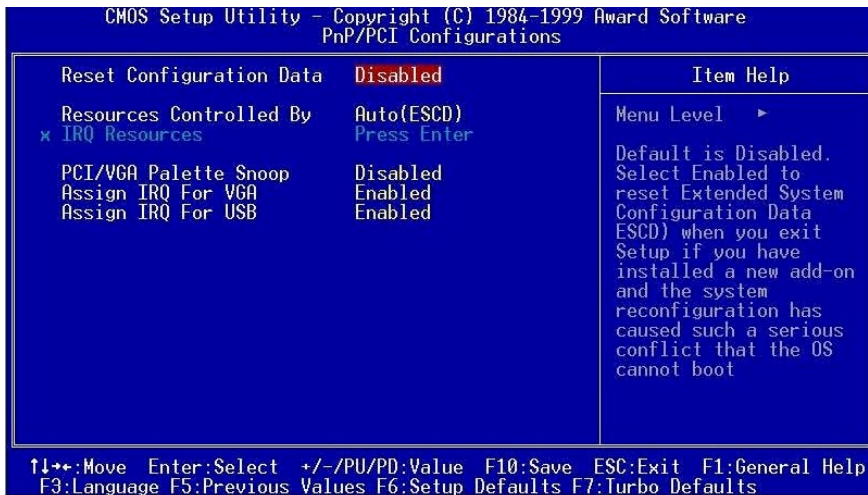 CMOS Setup Utility – Copyright (C) 1984-1999 Award Software
PnP/PCI Configurations
Reset Configuration Data Disabled
Resources Controlled By Auto(ESCD)
x IRQ Resources Press Enter
PCI/VGA Palette Snoop Disabled
Assign IRQ For VGA Enabled
Assign IRQ For USB Enabled
Item Help
Menu Level ►
Default is Disabled.
Select Enabled to
reset Extended System
Configuration Data
ESCD) when you exit
Setup if you have
installed a new add-on
and the system
reconfiguration has
caused such a serious
conflict that the OS
cannot boot
↑↓→←:Move Enter:Select +/-/PU/PD:Value F10:Save ESC:Exit F1:General Help
F3:Language F5:Previous Values F6:Setup Defaults F7:Turbo Defaults